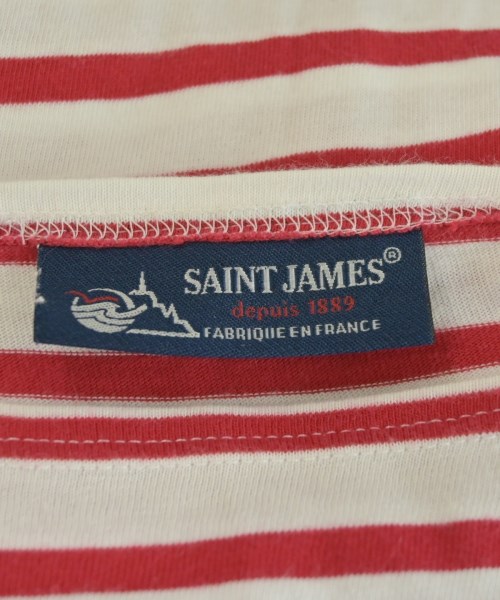 SAINT JAMES®
depuis 1889
FABRIQUE EN FRANCE